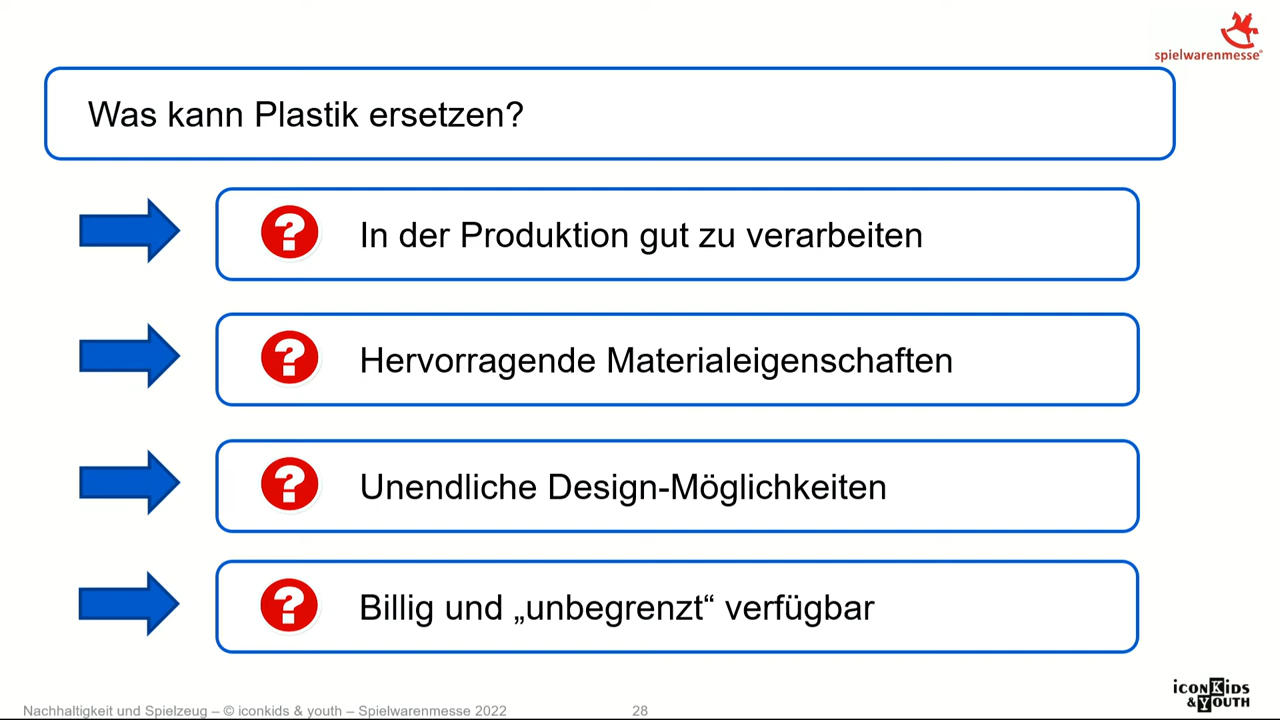 spielwarenmesse®
Was kann Plastik ersetzen?
? In der Produktion gut zu verarbeiten
? Hervorragende Materialeigenschaften
? Unendliche Design-Möglichkeiten
? Billig und „unbegrenzt“ verfügbar
iconKids
& YOUTH
Nachhaltigkeit und Spielzeug – © iconkids & youth – Spielwarenmesse 2022 28